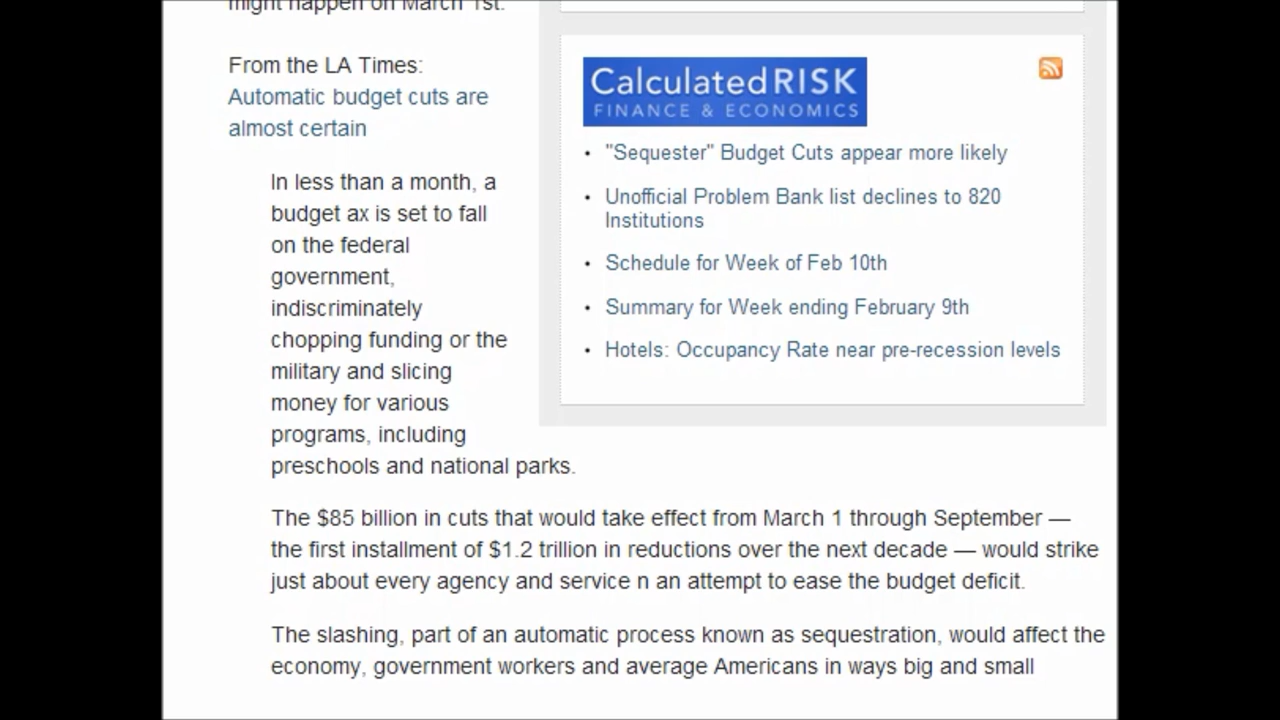 might happen on March 1st.
From the LA Times:
Automatic budget cuts are
almost certain
In less than a month, a
budget ax is set to fall
on the federal
government,
indiscriminately
chopping funding or the
military and slicing
money for various
programs, including
preschools and national parks.
The $85 billion in cuts that would take effect from March 1 through September —
the first installment of $1.2 trillion in reductions over the next decade — would strike
just about every agency and service n an attempt to ease the budget deficit.
The slashing, part of an automatic process known as sequestration, would affect the
economy, government workers and average Americans in ways big and small
CalculatedRISK
FINANCE & ECONOMICS
• "Sequester" Budget Cuts appear more likely
• Unofficial Problem Bank list declines to 820
Institutions
• Schedule for Week of Feb 10th
• Summary for Week ending February 9th
• Hotels: Occupancy Rate near pre-recession levels